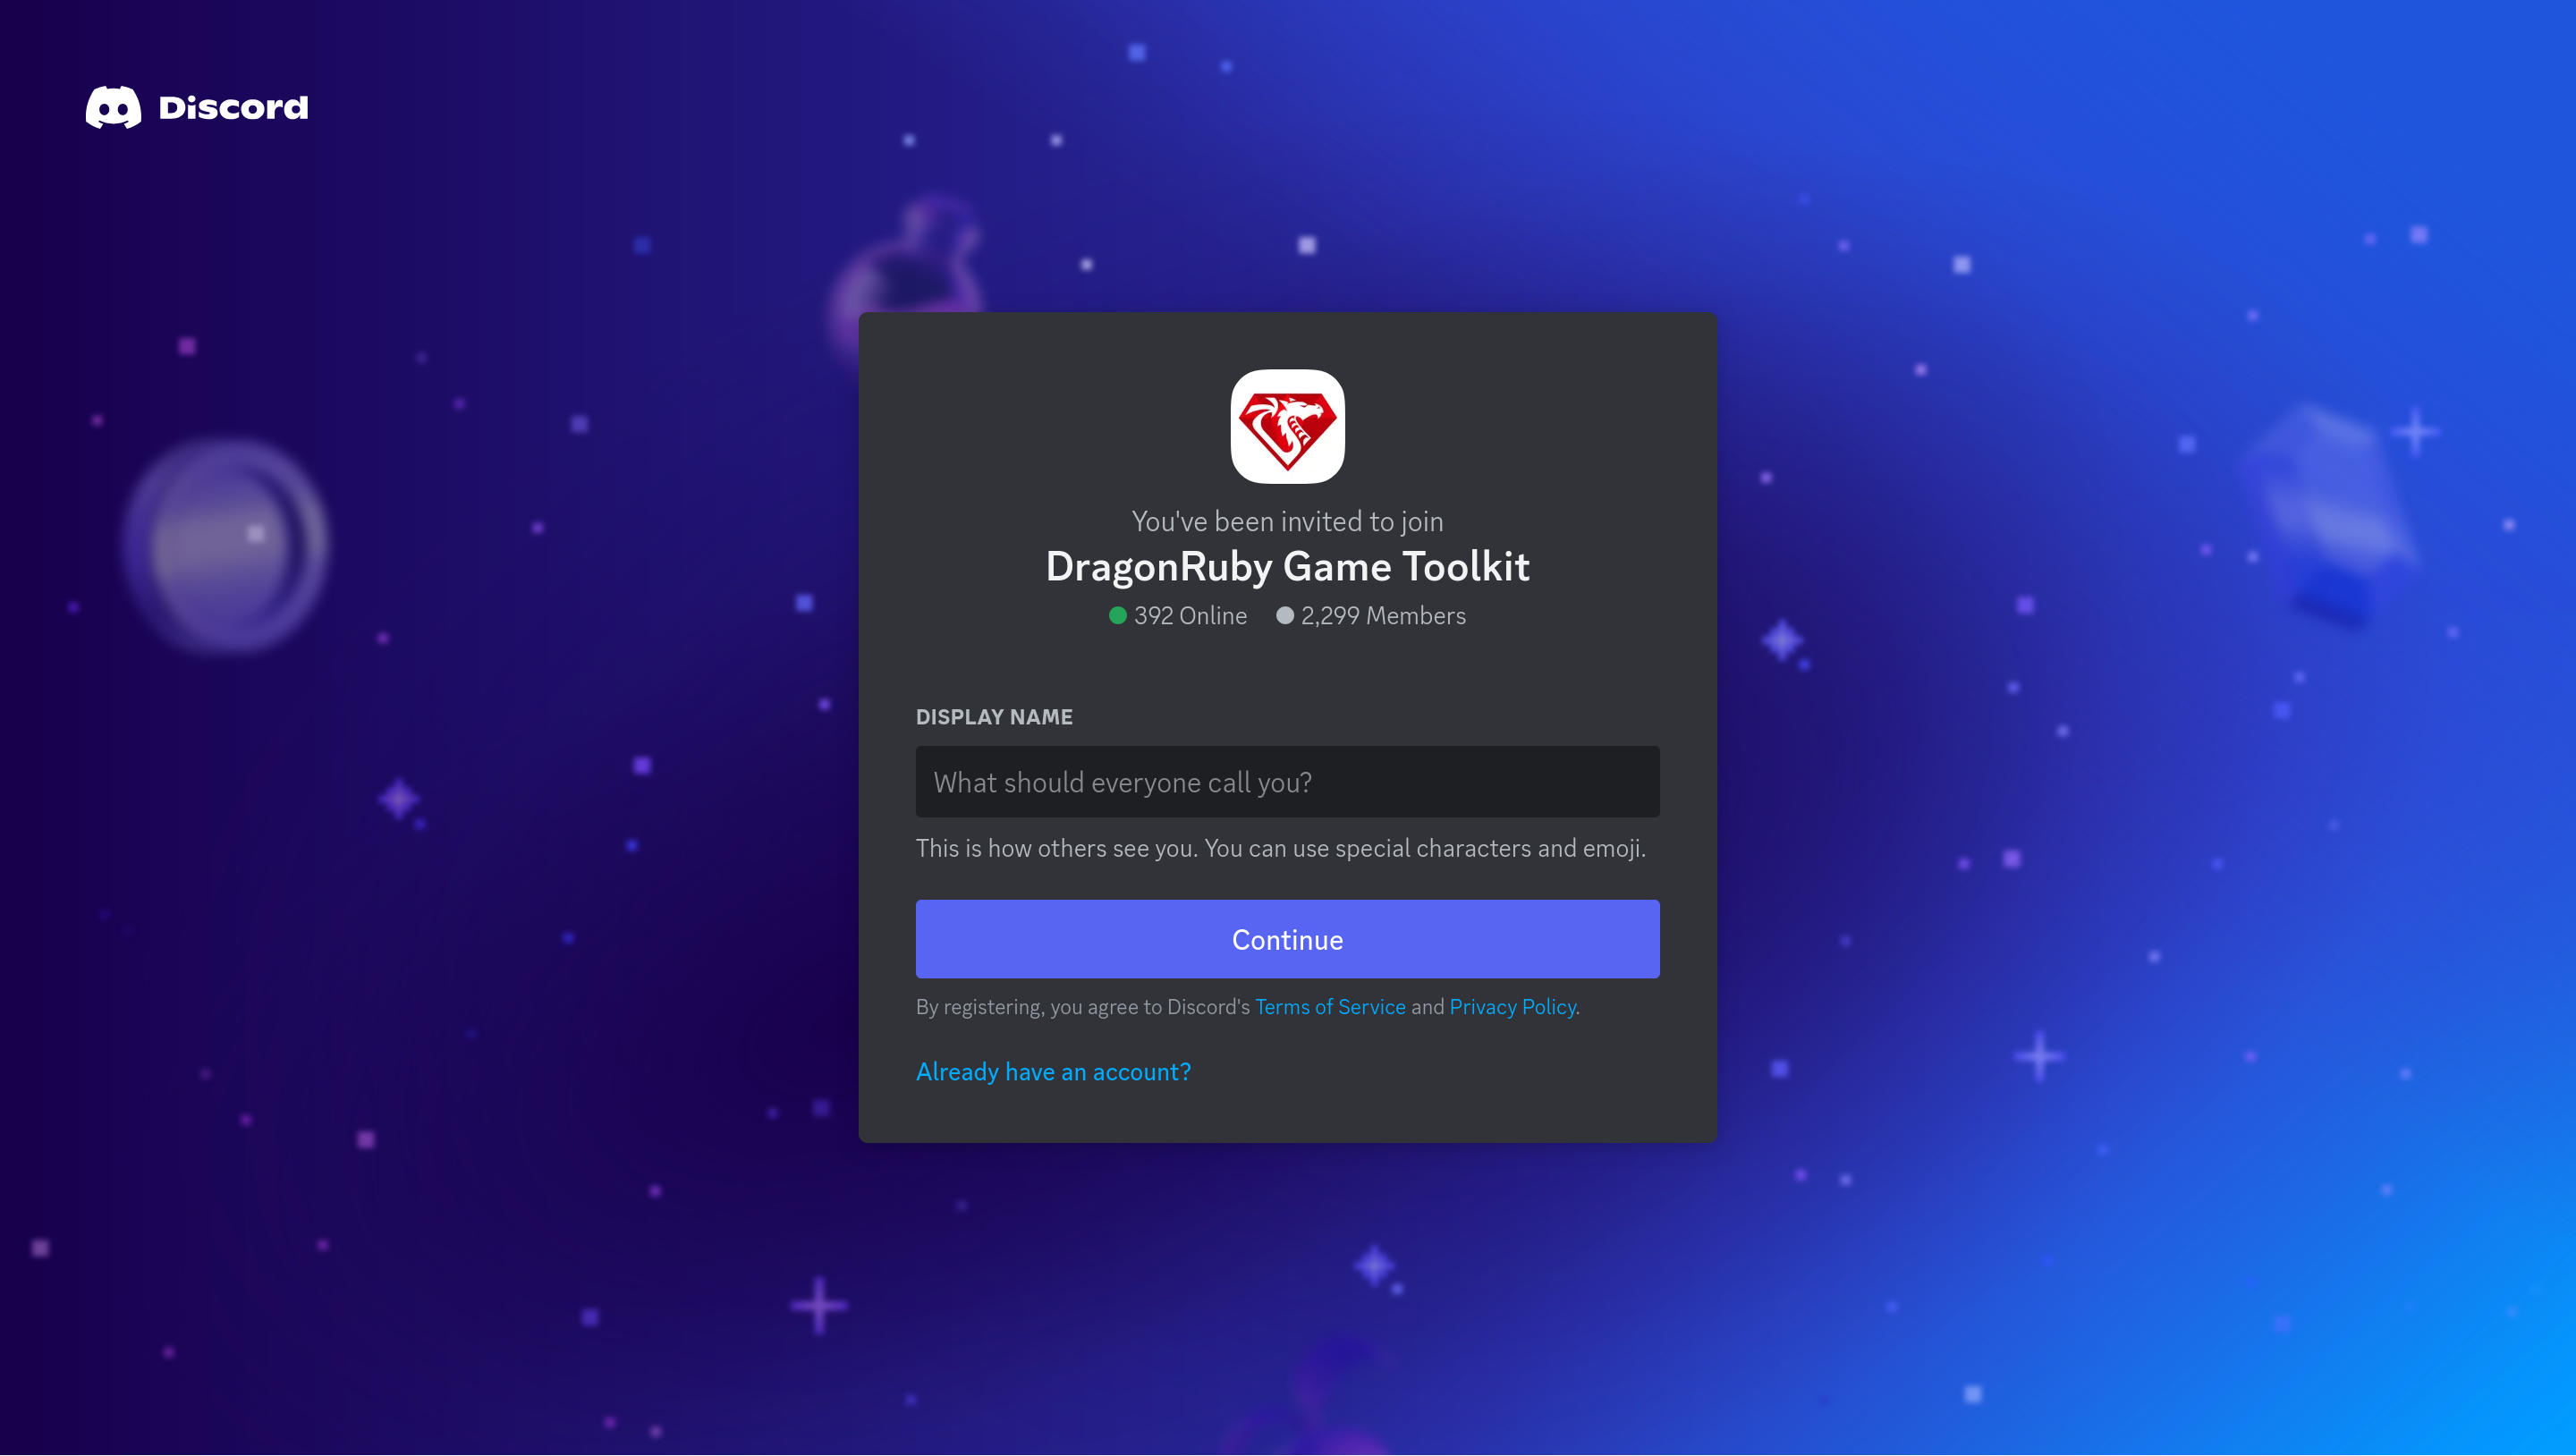 Discord
You've been invited to join
DragonRuby Game Toolkit
392 Online 2,299 Members
DISPLAY NAME
What should everyone call you?
This is how others see you. You can use special characters and emoji.
Continue
By registering, you agree to Discord's Terms of Service and Privacy Policy.
Already have an account?